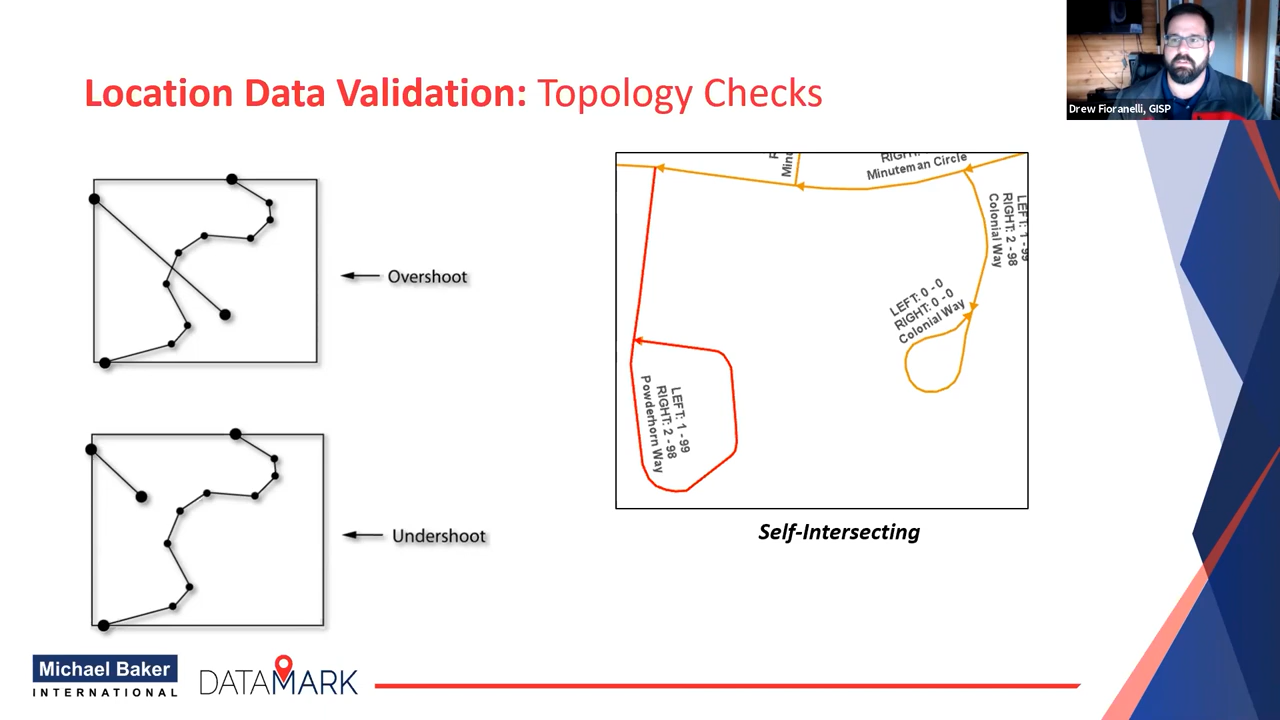 Location Data Validation: Topology Checks
Drew Fioranelli, GISP
Overshoot
Undershoot
RIGHT:
Minuteman Circle
LEFT: 1 - 99
RIGHT: 2 - 98
Colonial Way
LEFT: 0 - 0
RIGHT: 0 - 0
Colonial Way
LEFT: 1 - 99
RIGHT: 2 - 98
Powderhorn Way
Self-Intersecting
Michael Baker
INTERNATIONAL
DATAMARK